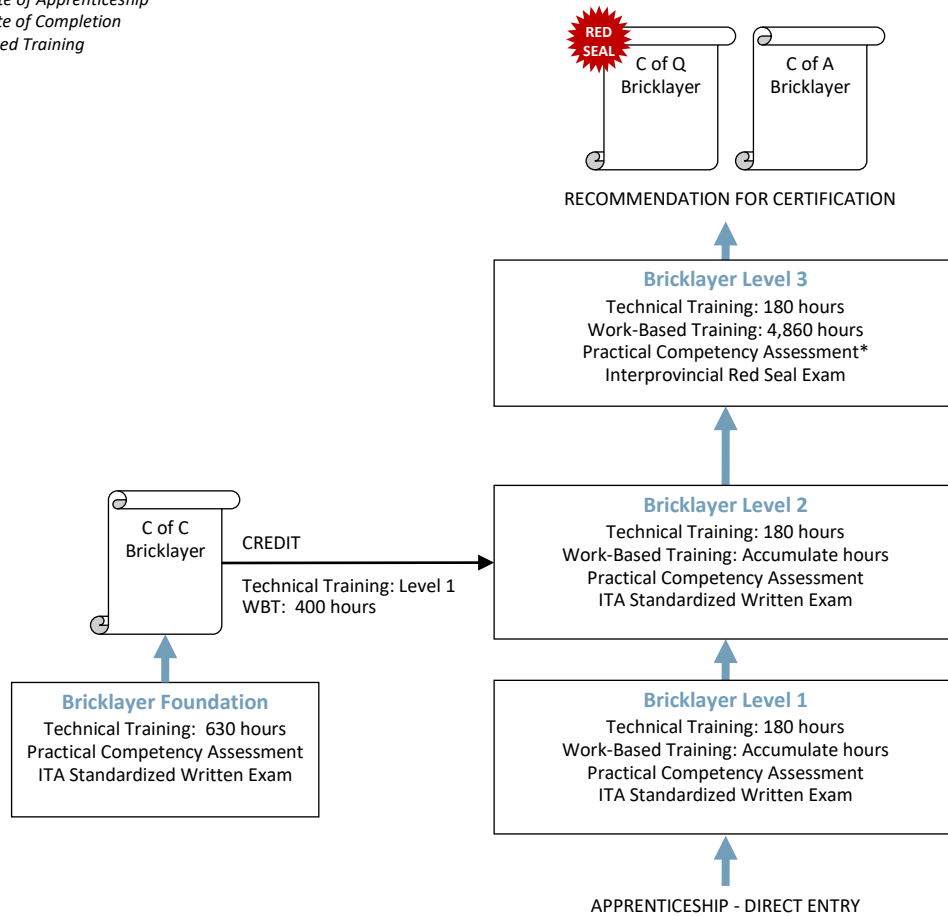 of Apprenticeship
of Completion
Training
RED
SEAL
C of Q
Bricklayer
C of A
Bricklayer
RECOMMENDATION FOR CERTIFICATION
Bricklayer Level 3
Technical Training: 180 hours
Work-Based Training: 4,860 hours
Practical Competency Assessment*
Interprovincial Red Seal Exam
Bricklayer Level 2
Technical Training: 180 hours
Work-Based Training: Accumulate hours
Practical Competency Assessment
ITA Standardized Written Exam
C of C
Bricklayer
CREDIT
Technical Training: Level 1
WBT: 400 hours
Bricklayer Foundation
Technical Training: 630 hours
Practical Competency Assessment
ITA Standardized Written Exam
Bricklayer Level 1
Technical Training: 180 hours
Work-Based Training: Accumulate hours
Practical Competency Assessment
ITA Standardized Written Exam
APPRENTICESHIP - DIRECT ENTRY